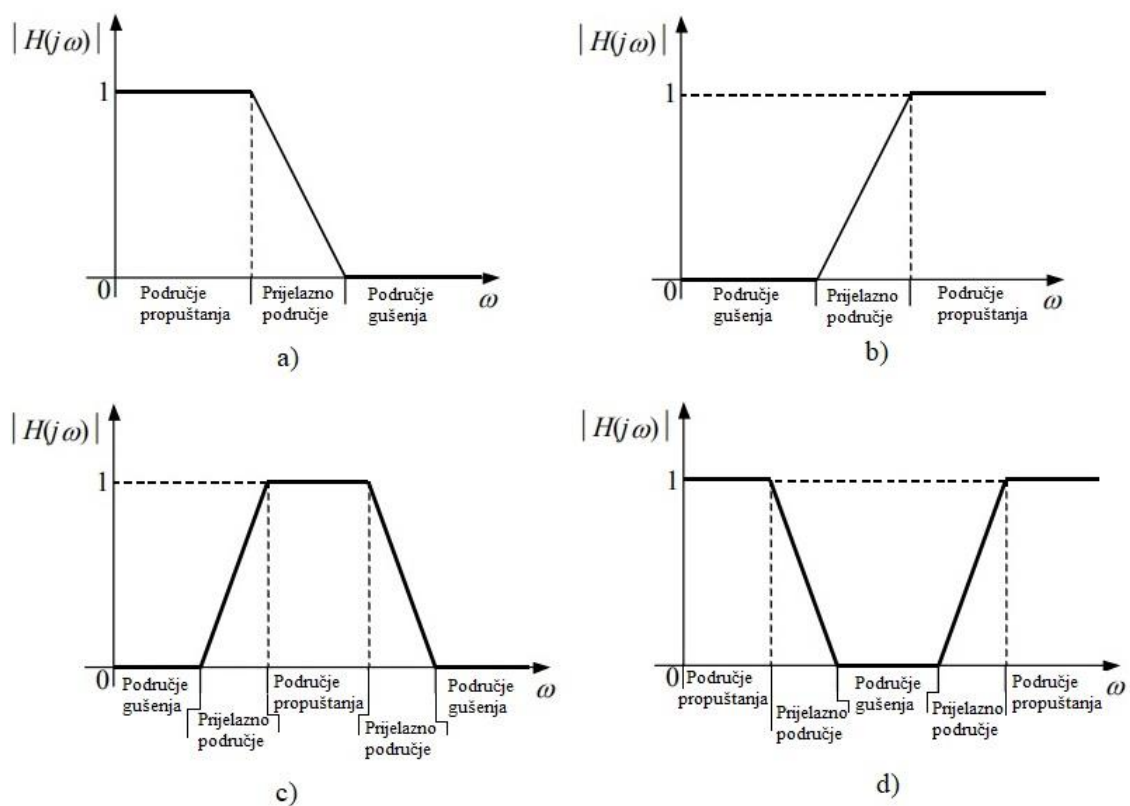 | H(jω) |
1
0
Područje
propuštanja
Prijelazno
područje
Područje
gušenja
ω
a)
| H(jω) |
1
0
Područje
gušenja
Prijelazno
područje
Područje
propuštanja
ω
b)
| H(jω) |
1
0
Područje
gušenja
Prijelazno
područje
Područje
propuštanja
Prijelazno
područje
Područje
gušenja
ω
c)
| H(jω) |
1
0
Područje
propuštanja
Prijelazno
područje
Područje
gušenja
Prijelazno
područje
Područje
propuštanja
ω
d)